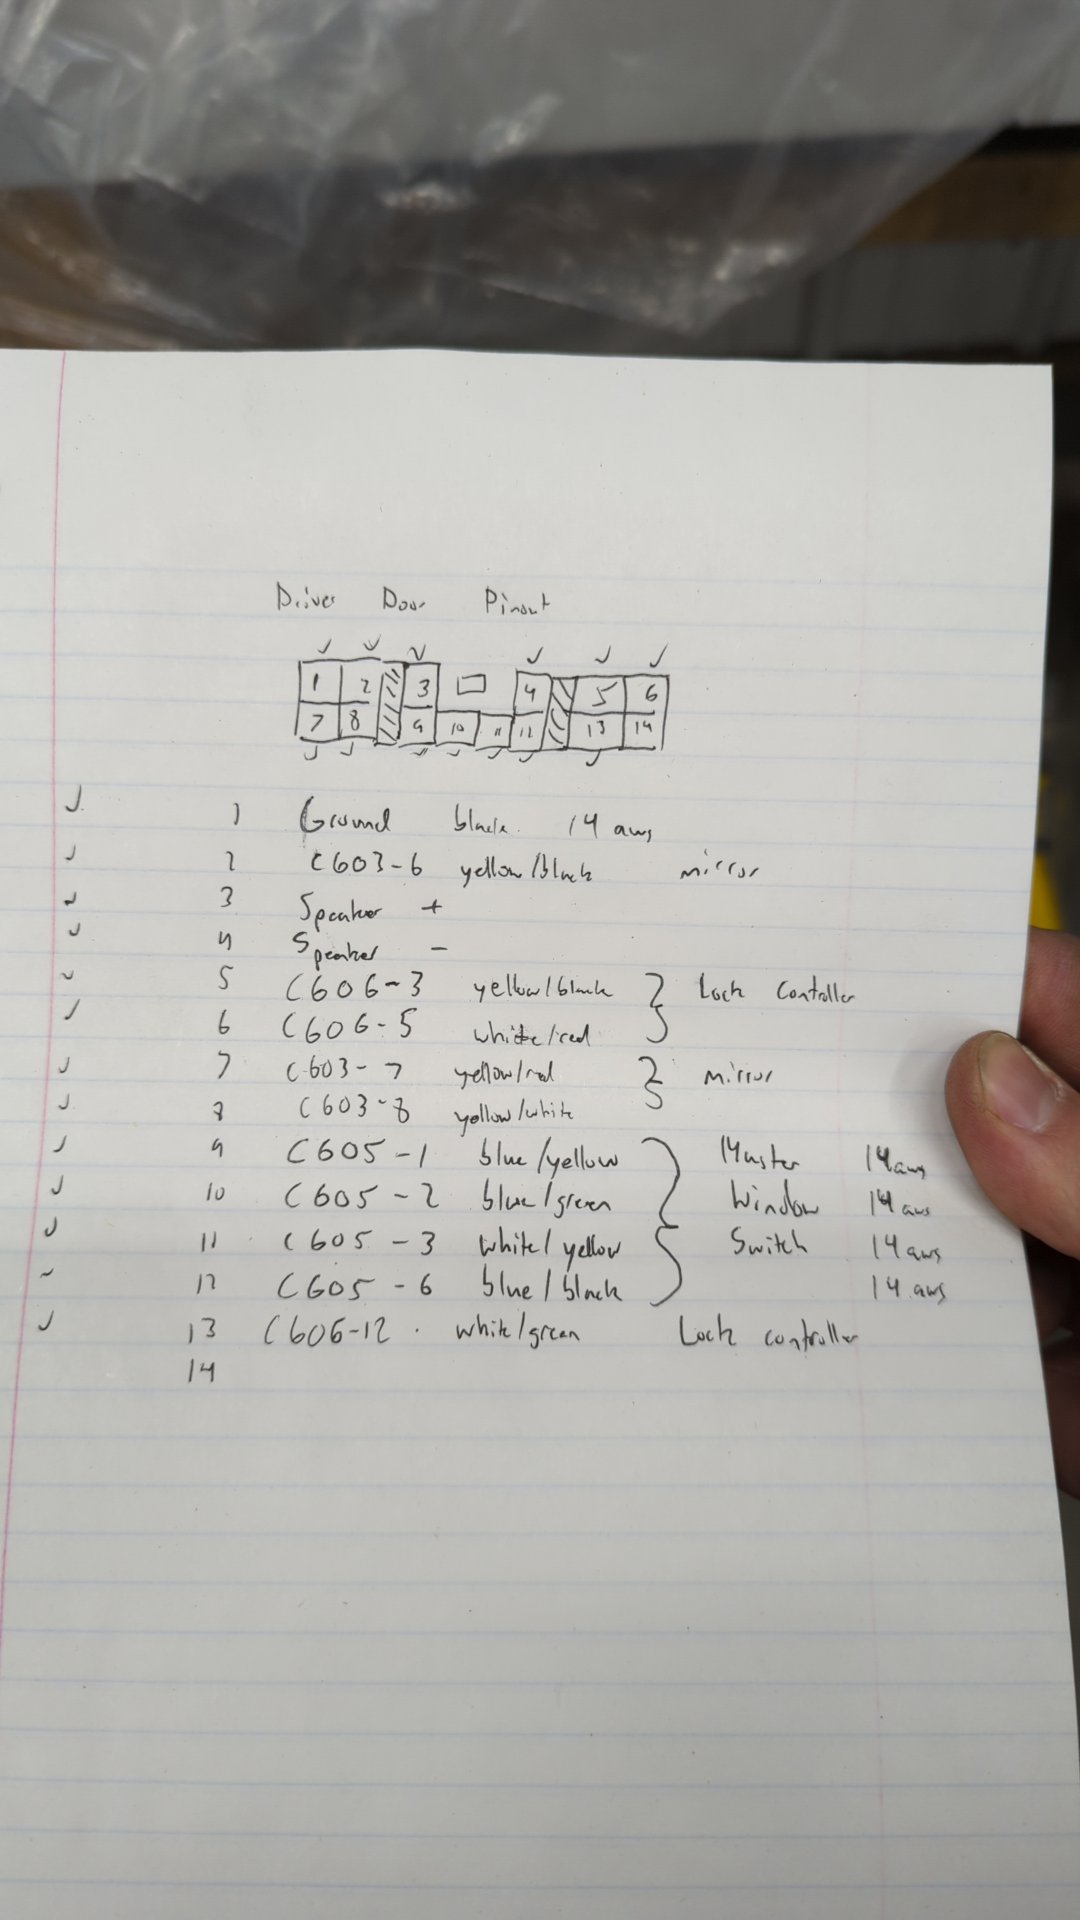 Driver Door Pinout
1 2 3 4 5 6
7 8 9 10 11 12 13 14
1 Ground black 14 awg
2 C603-6 yellow/black mirror
3 Speaker +
4 Speaker -
5 C606-3 yellow/black } Lock Controller
6 C606-5 white/red
7 C603-7 yellow/red } mirror
8 C603-8 yellow/white
9 C605-1 blue/yellow } Master 14 awg
10 C605-2 blue/green Window 14 awg
11 C605-3 white/yellow Switch 14 awg
12 C605-6 blue/black 14 awg
13 C606-12 white/green Lock controller
14